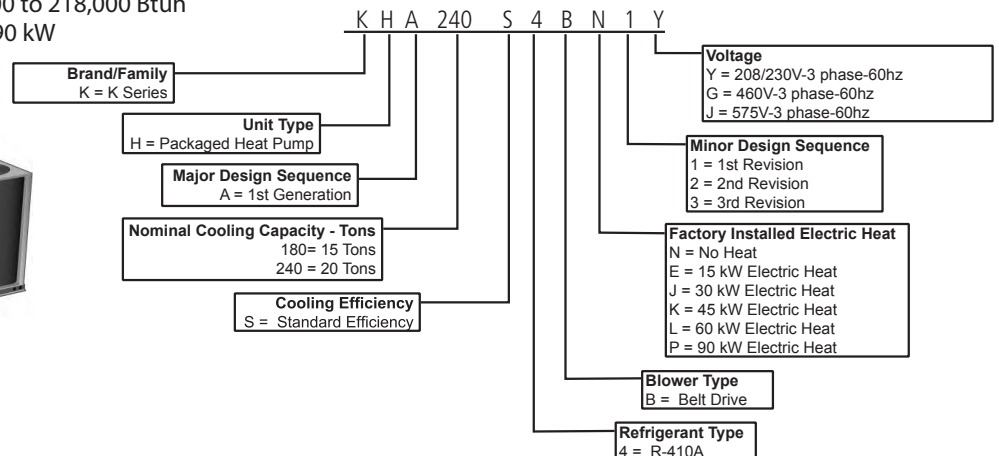 to 218,000 Btuh
90 kW
K H A 240 S 4 B N 1 Y
Brand/Family
K = K Series
Unit Type
H = Packaged Heat Pump
Major Design Sequence
A = 1st Generation
Nominal Cooling Capacity - Tons
180= 15 Tons
240 = 20 Tons
Cooling Efficiency
S = Standard Efficiency
Voltage
Y = 208/230V-3 phase-60hz
G = 460V-3 phase-60hz
J = 575V-3 phase-60hz
Minor Design Sequence
1 = 1st Revision
2 = 2nd Revision
3 = 3rd Revision
Factory Installed Electric Heat
N = No Heat
E = 15 kW Electric Heat
J = 30 kW Electric Heat
K = 45 kW Electric Heat
L = 60 kW Electric Heat
P = 90 kW Electric Heat
Blower Type
B = Belt Drive
Refrigerant Type
4 = R-410A